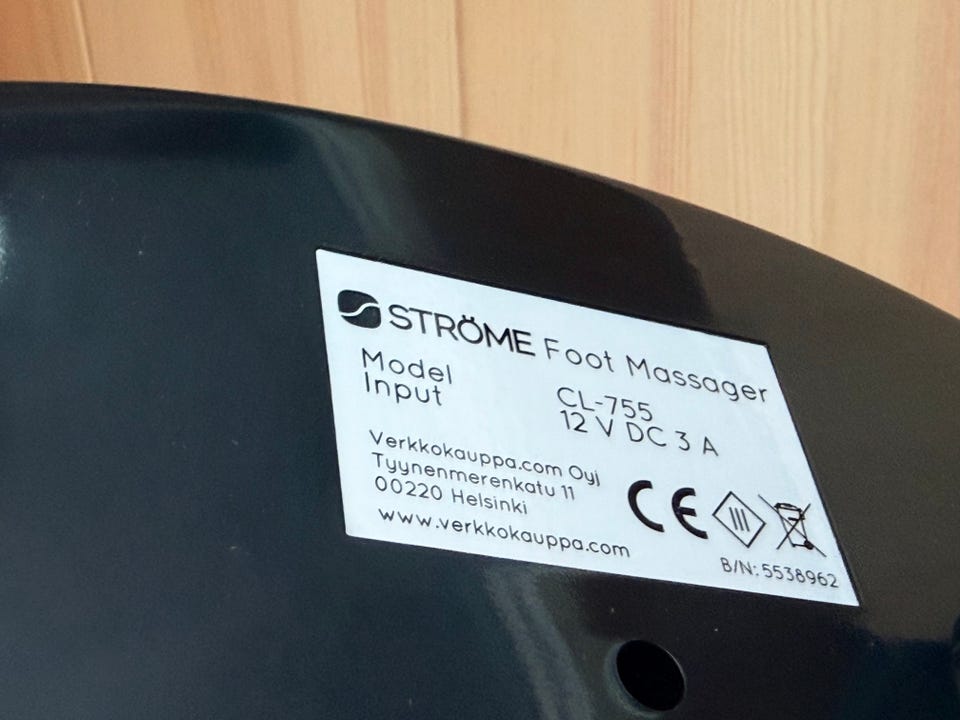 STRÖME Foot Massager
Model CL-755
Input 12 V DC 3 A
Verkkokauppa.com Oyj
Tyynenmerenkatu 11
00220 Helsinki
www.verkkokauppa.com
CE
B/N: 5538962